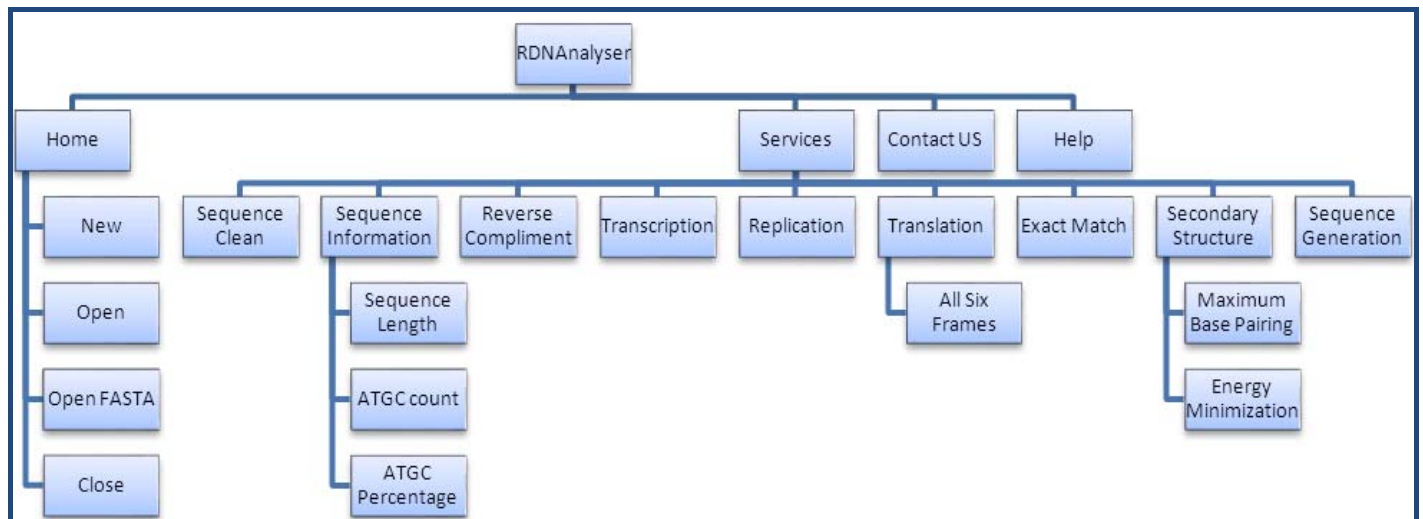 RDNAnalyser
Home
Services
Contact US
Help
New
Open
Open FASTA
Close
Sequence
Clean
Sequence
Information
Reverse
Compliment
Transcription
Replication
Translation
Exact Match
Secondary
Structure
Sequence
Generation
Sequence
Length
ATGC count
ATGC
Percentage
All Six
Frames
Maximum
Base Pairing
Energy
Minimization